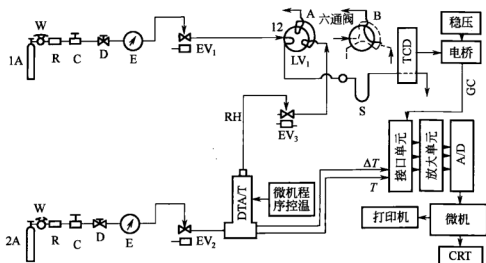 A 六通阀 B
稳压
W
12
TCD
电桥
1A R C D E EV₁ LV₁
GC
S
RH
EV₃
接口单元
放大单元
A/D
ΔT
T
DTA/T
微机程序控温
W
2A R C D E EV₂
打印机
微机
CRT